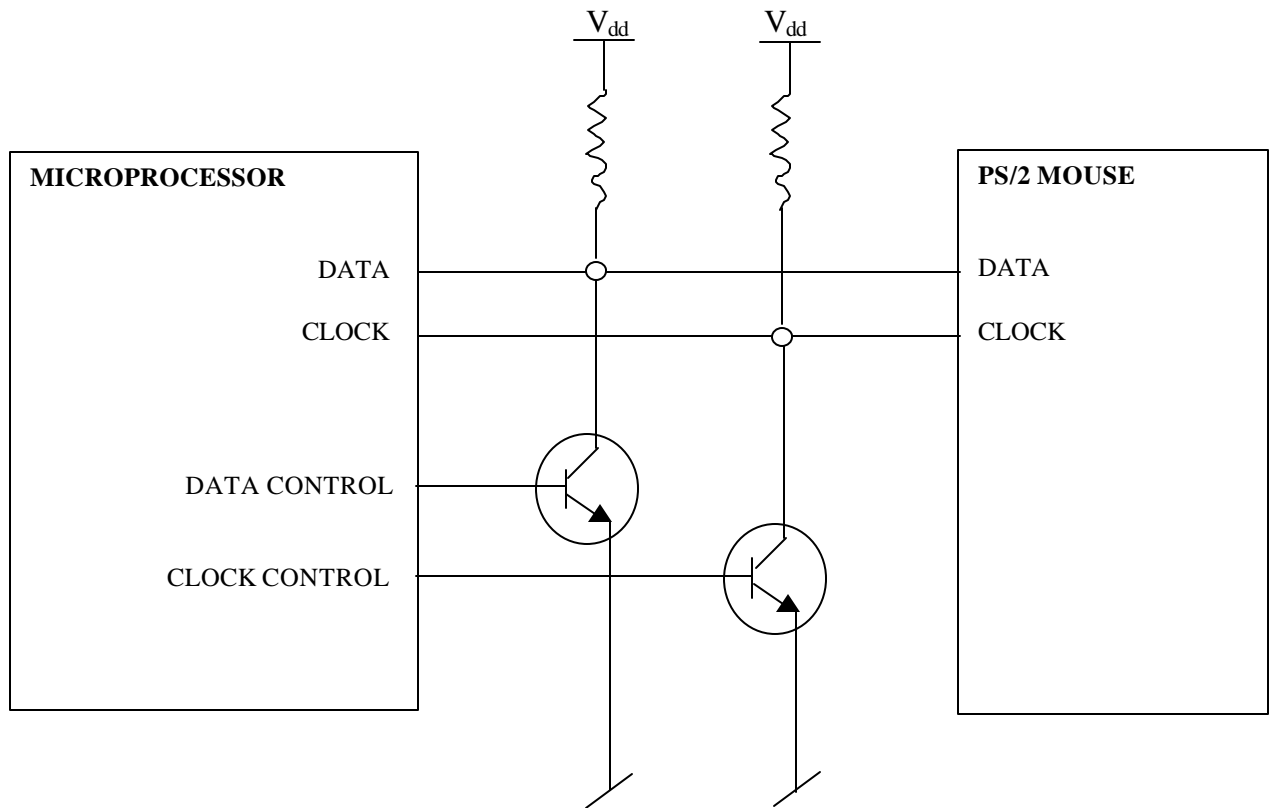 V_dd V_dd
MICROPROCESSOR
PS/2 MOUSE
DATA
DATA
CLOCK
CLOCK
DATA CONTROL
CLOCK CONTROL